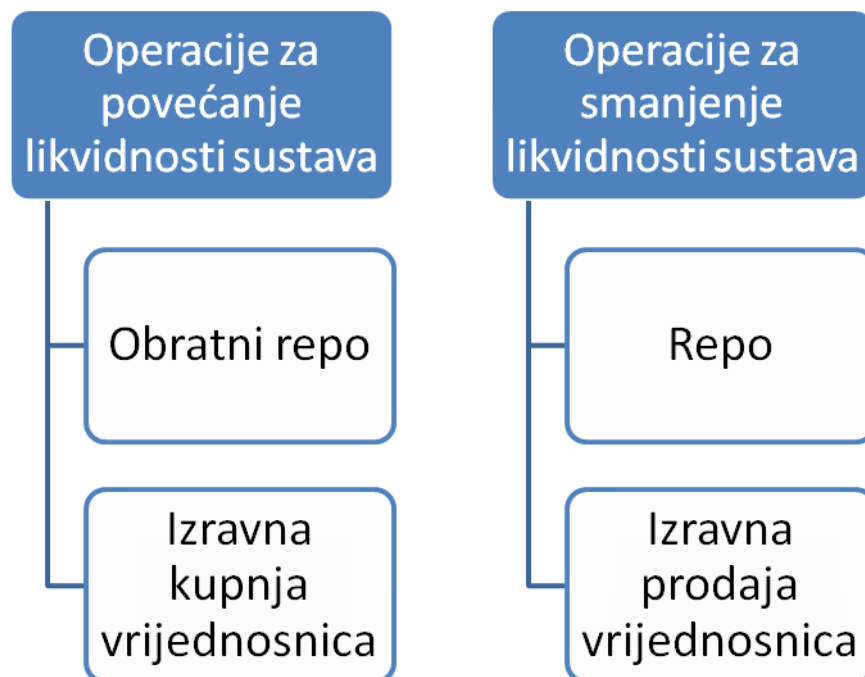 Operacije za
povećanje
likvidnosti sustava
Obratni repo
Izravna
kupnja
vrijednosnica
Operacije za
smanjenje
likvidnosti sustava
Repo
Izravna
prodaja
vrijednosnica